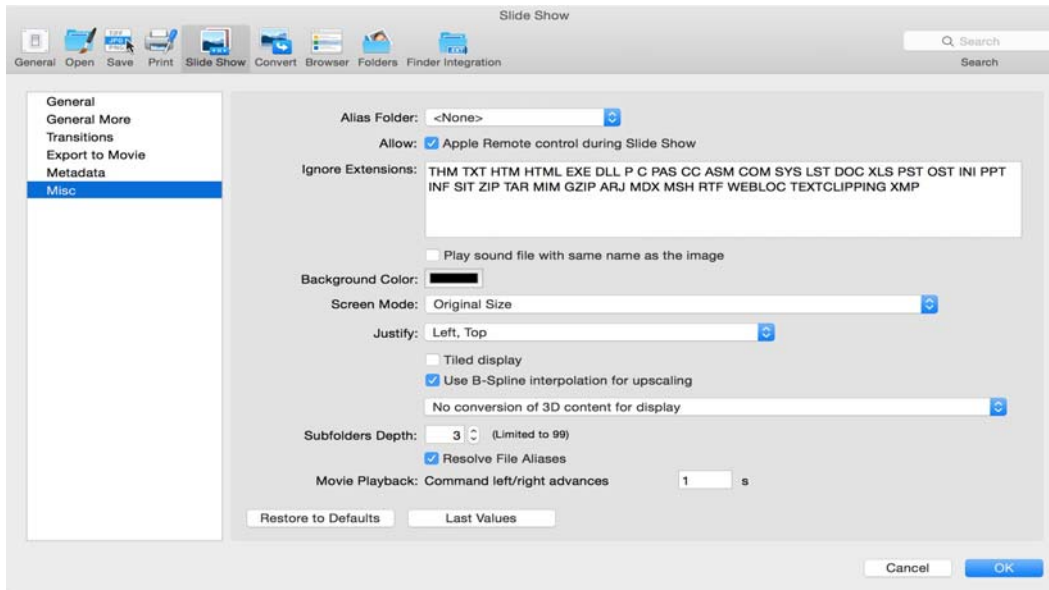 Slide Show
TIFF
JPG
PNG
EXT
General Open Save Print Slide Show Convert Browser Folders Finder Integration
Search
Search
General
General More
Transitions
Export to Movie
Metadata
Misc
Alias Folder: <None>
Allow: Apple Remote control during Slide Show
Ignore Extensions: THM TXT HTM HTML EXE DLL P C PAS CC ASM COM SYS LST DOC XLS PST OST INI PPT
INF SIT ZIP TAR MIM GZIP ARJ MDX MSH RTF WEBLOC TEXTCLIPPING XMP
Play sound file with same name as the image
Background Color:
Screen Mode: Original Size
Justify: Left, Top
Tiled display
Use B-Spline interpolation for upscaling
No conversion of 3D content for display
Subfolders Depth: 3 (Limited to 99)
Resolve File Aliases
Movie Playback: Command left/right advances 1 s
Restore to Defaults Last Values
Cancel OK